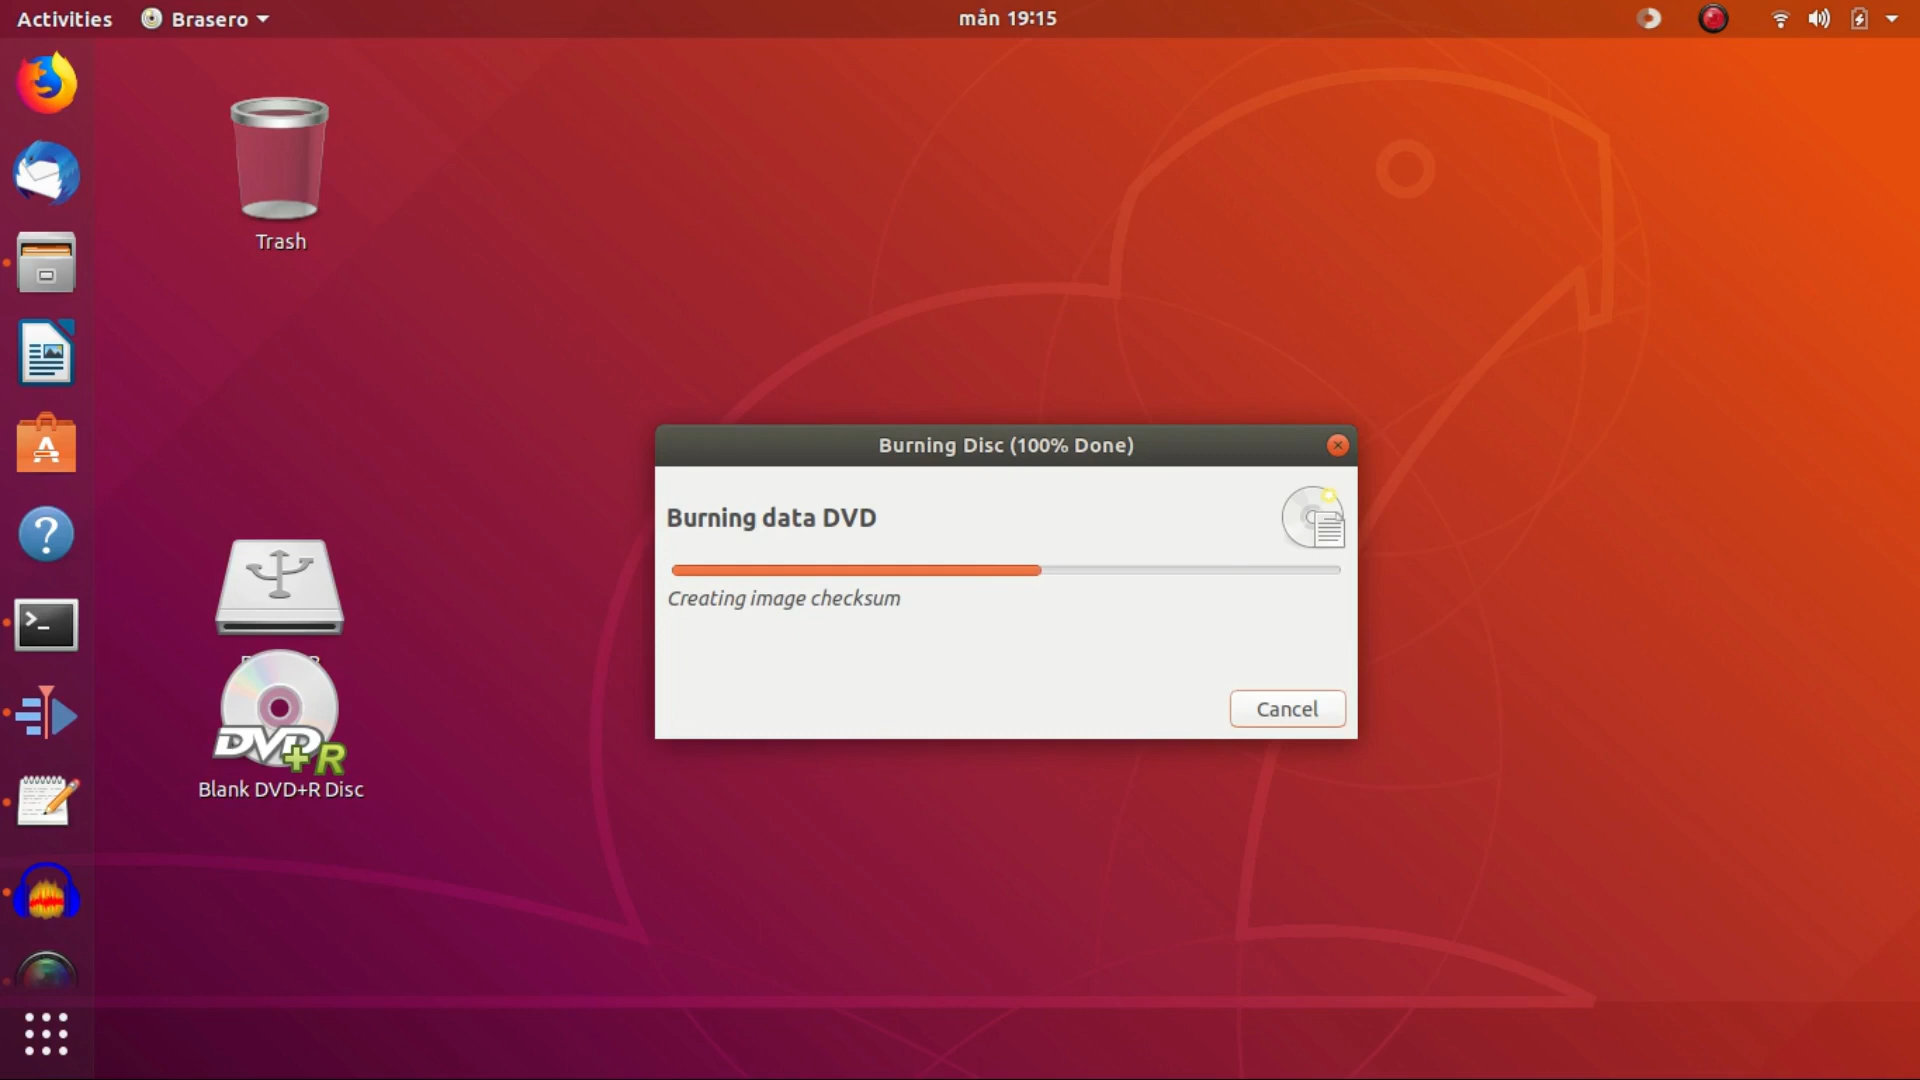 Activities
Brasero
mån 19:15
Trash
DVD+R
Blank DVD+R Disc
Burning Disc (100% Done)
Burning data DVD
Creating image checksum
Cancel